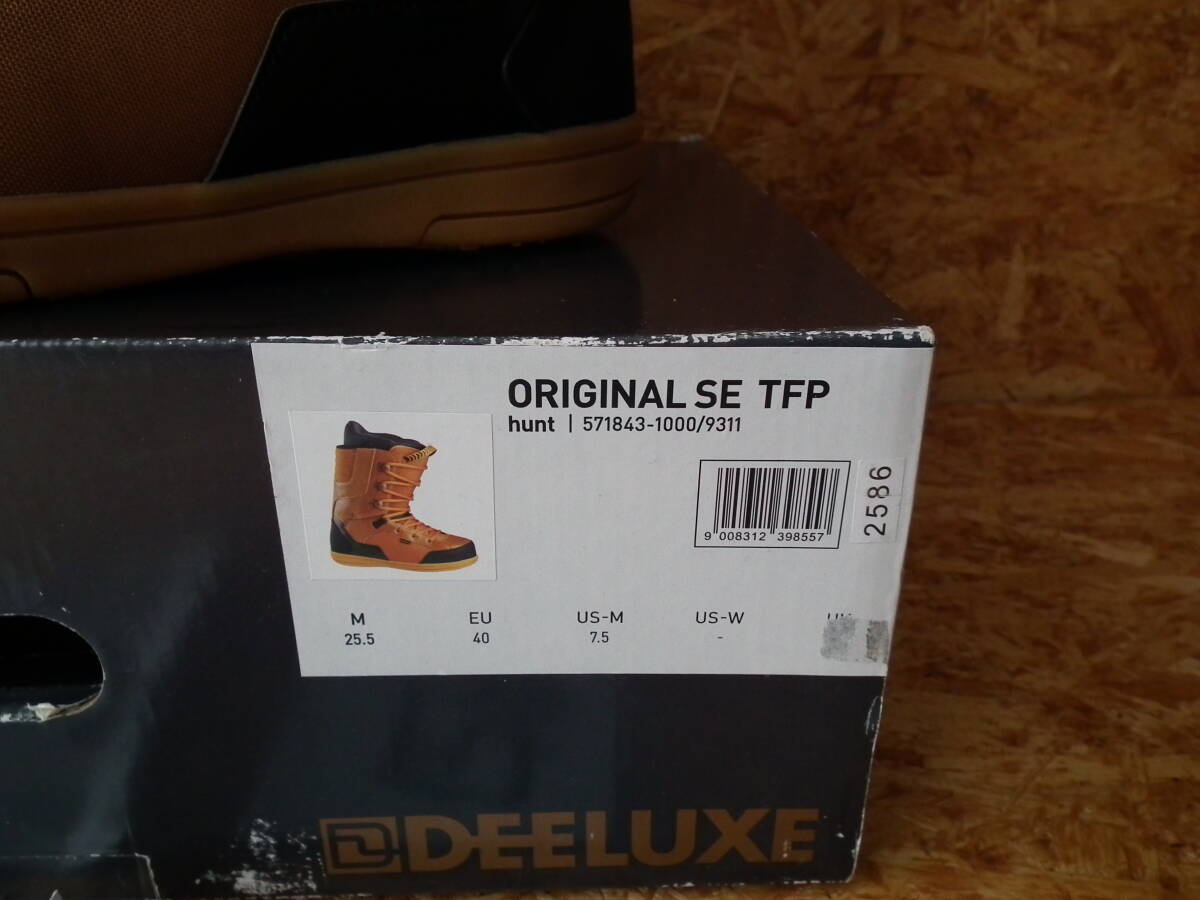 ORIGINAL SE TFP
hunt | 571843-1000/9311
9 008312 398557
2586
M EU US-M US-W
25.5 40 7.5 -
DEELUXE